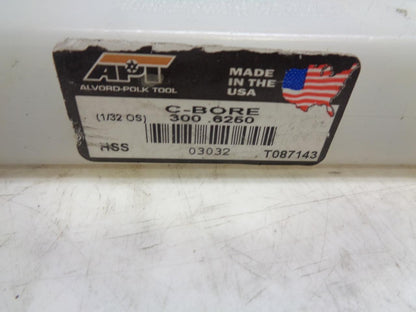 APT
ALVORD-POLK TOOL
MADE IN
THE
USA
C-BORE
(1/32 OS) 300 .6250
HSS 03032 T087143